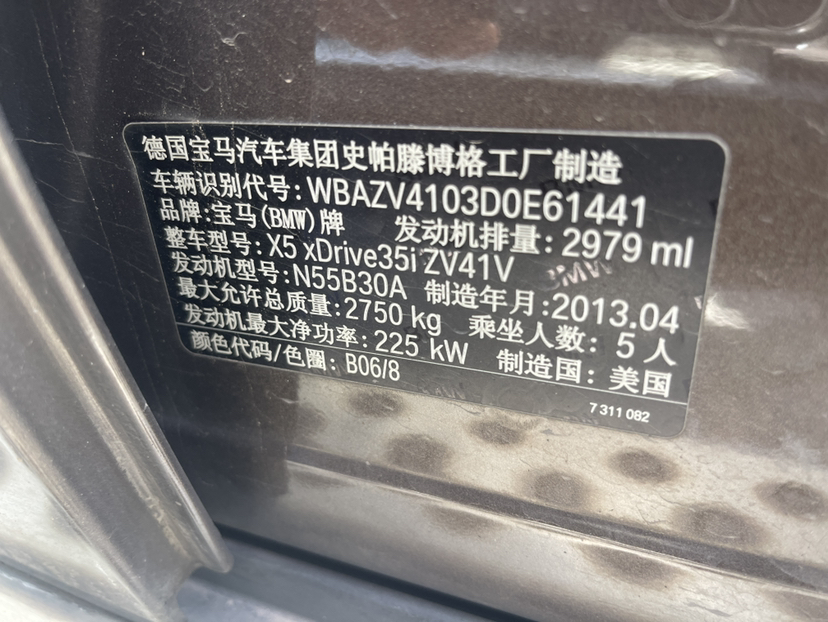 德国宝马汽车集团史帕滕博格工厂制造
车辆识别代号: WBAZV4103D0E61441
品牌: 宝马(BMW)牌 发动机排量: 2979 ml
整车型号: X5 xDrive35i ZV41V
发动机型号: N55B30A 制造年月: 2013.04
最大允许总质量: 2750 kg 乘坐人数: 5 人
发动机最大净功率: 225 kW 制造国: 美国
颜色代码/色圈: B06/8
7 311 082